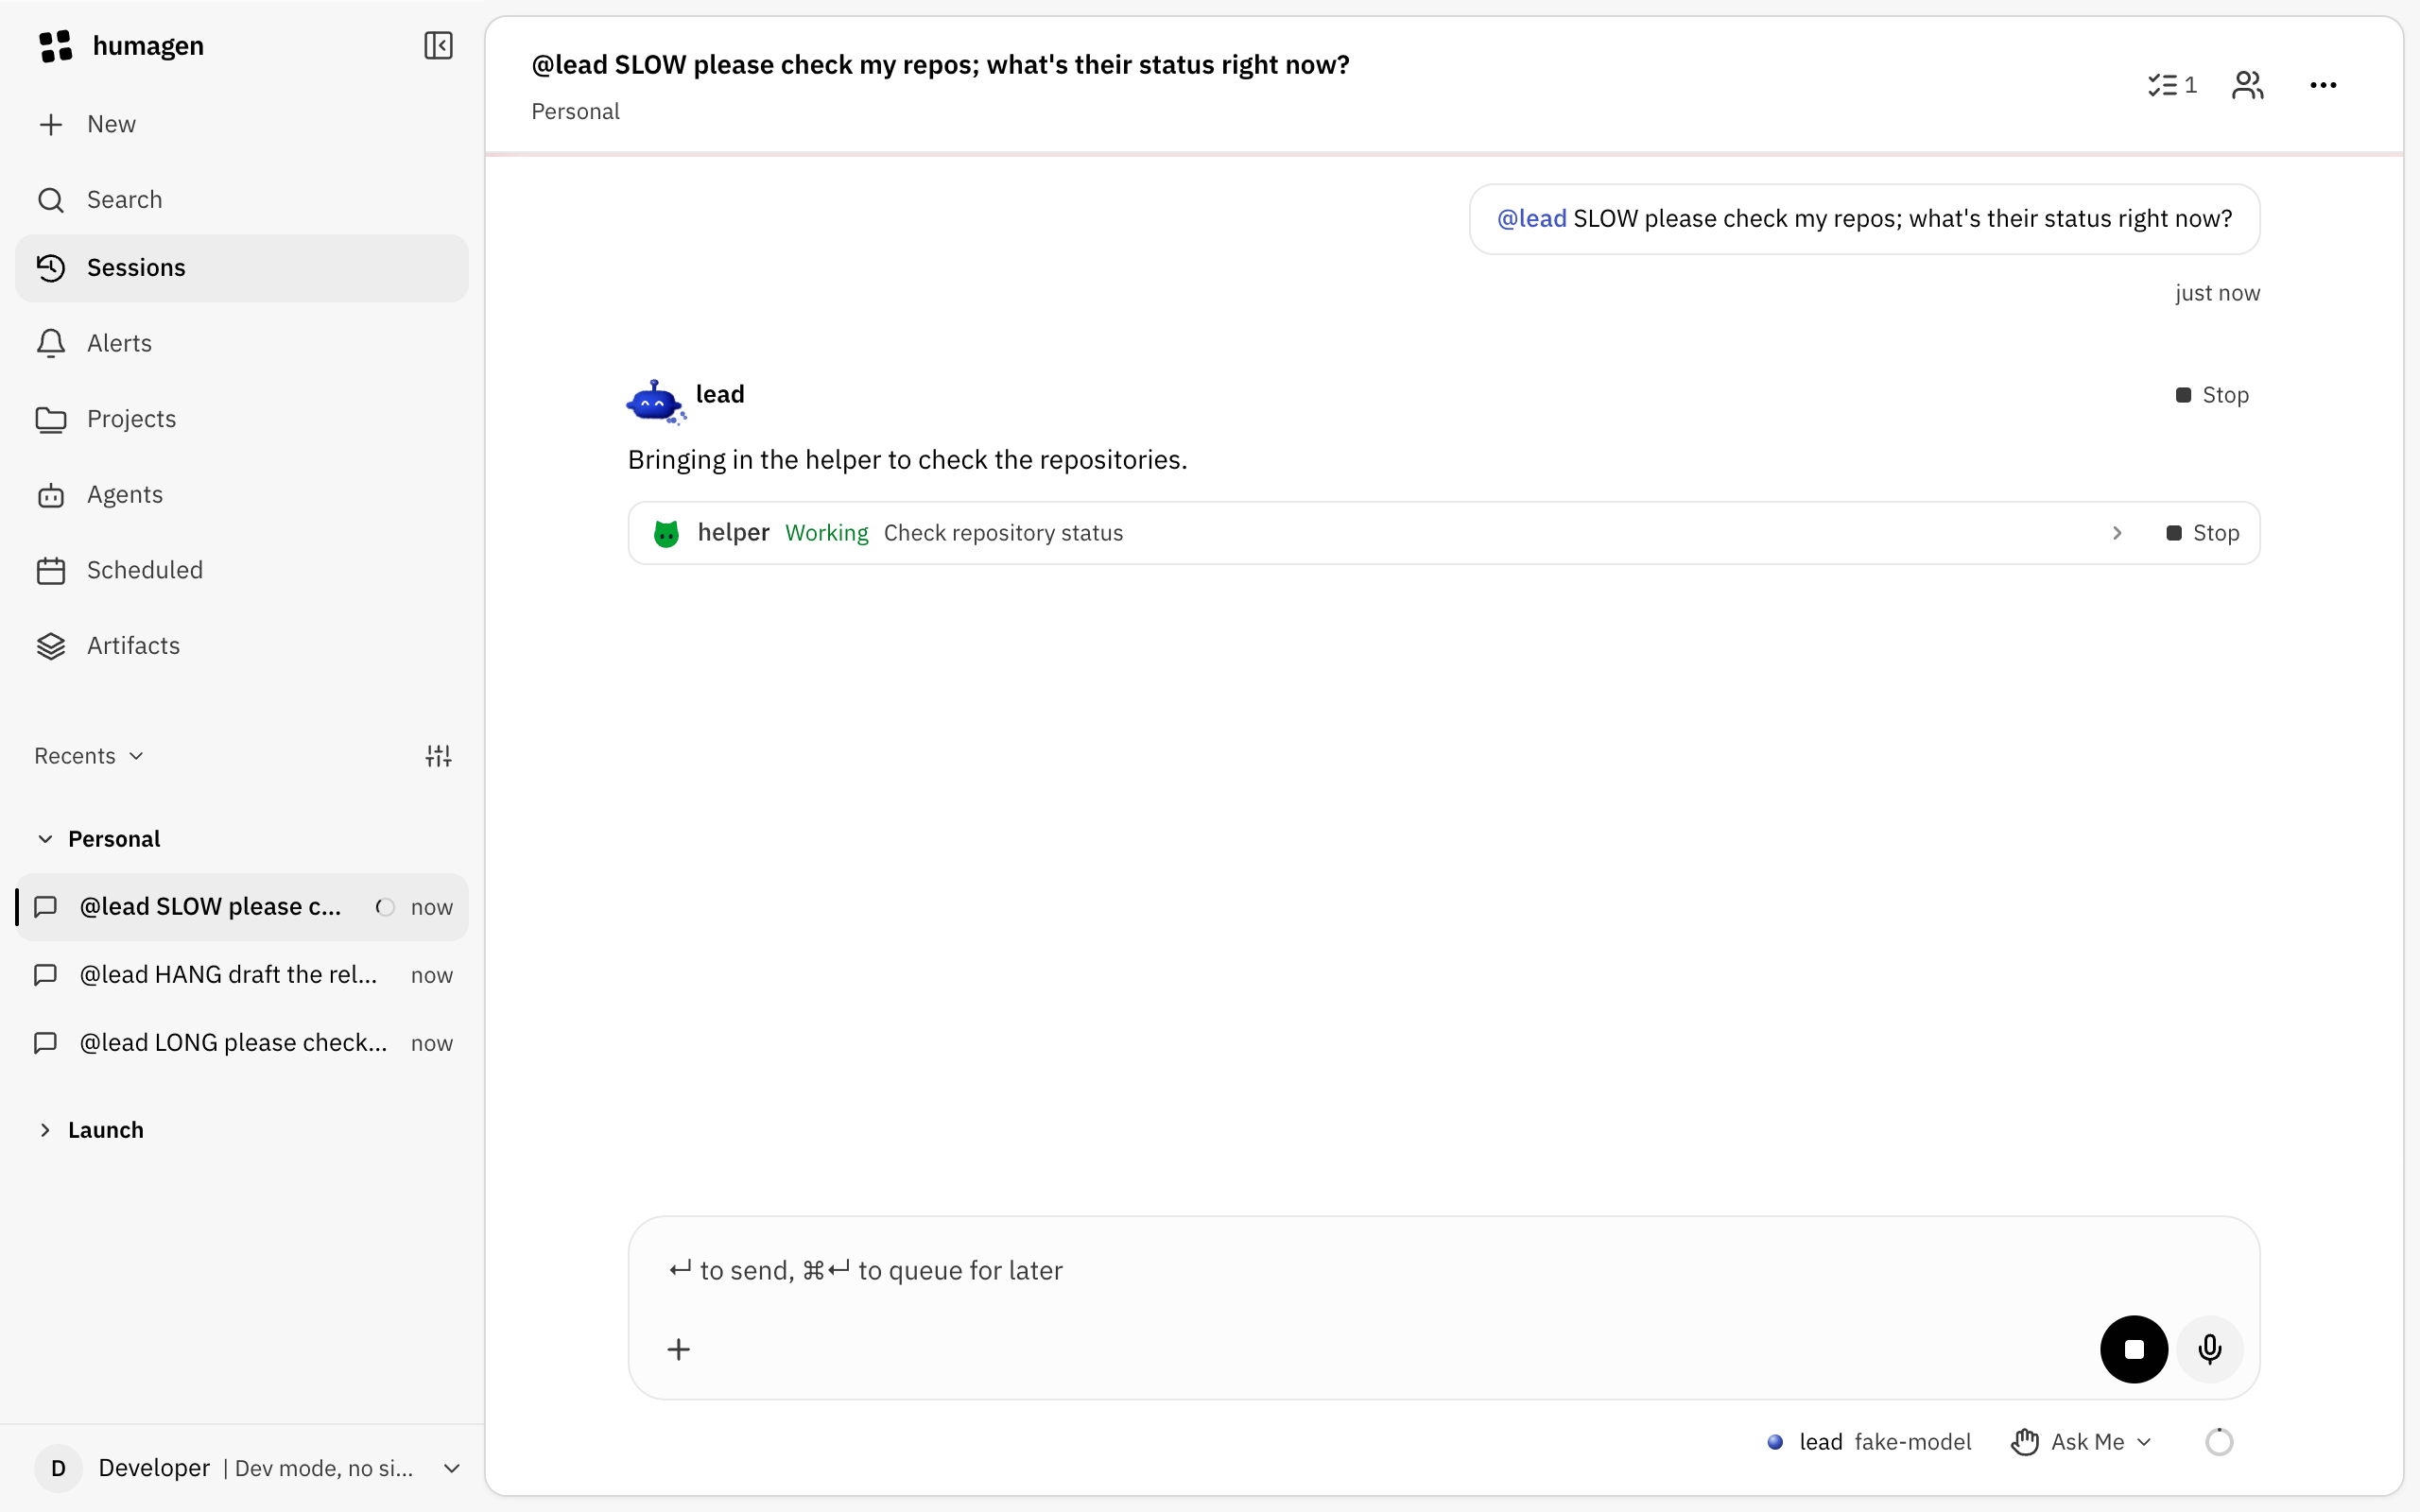 humagen
New
Search
Sessions
Alerts
Projects
Agents
Scheduled
Artifacts
Recents
Personal
@lead SLOW please c... now
@lead HANG draft the rel... now
@lead LONG please check... now
Launch
D Developer | Dev mode, no si...
@lead SLOW please check my repos; what's their status right now?
Personal
1
@lead SLOW please check my repos; what's their status right now?
just now
lead
Stop
Bringing in the helper to check the repositories.
helper Working Check repository status
Stop
↵ to send, ⌘↵ to queue for later
lead fake-model Ask Me